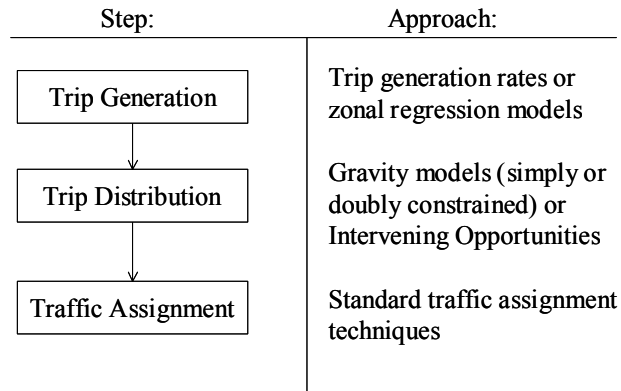 Step:
Approach:
Trip Generation
Trip generation rates or
zonal regression models
Trip Distribution
Gravity models (simply or
doubly constrained) or
Intervening Opportunities
Traffic Assignment
Standard traffic assignment
techniques